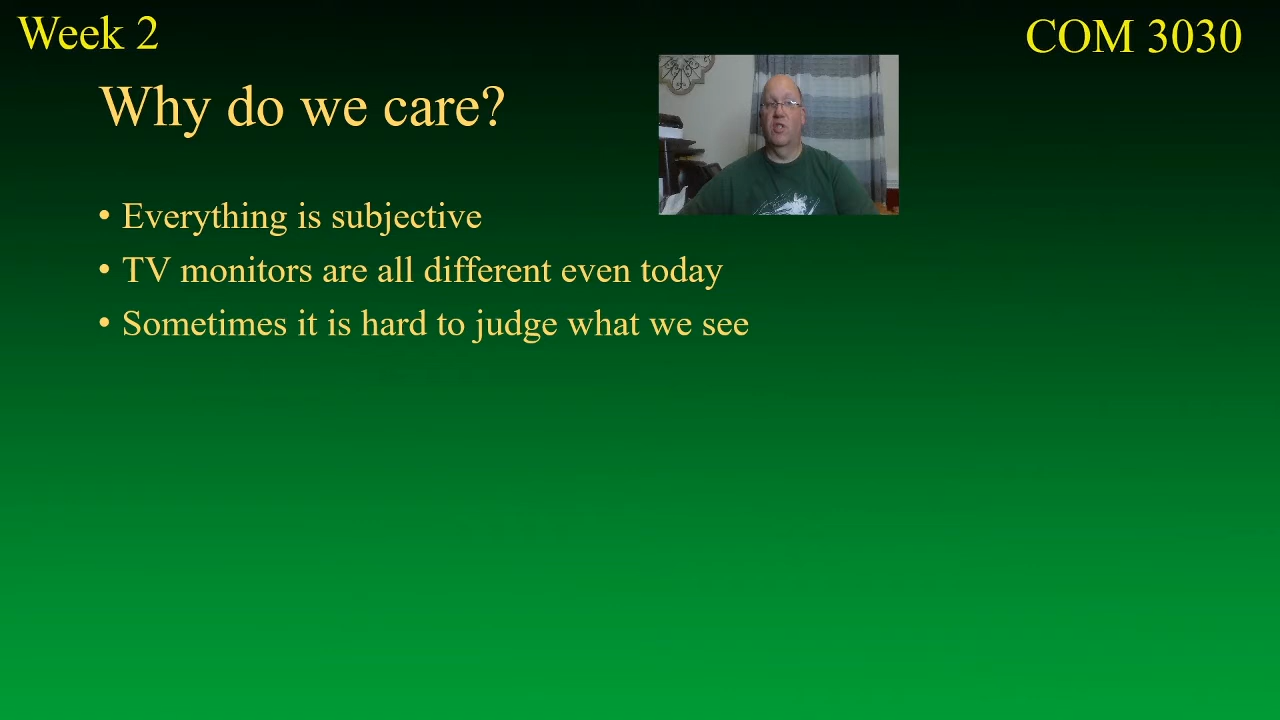 Week 2
COM 3030
Why do we care?
• Everything is subjective
• TV monitors are all different even today
• Sometimes it is hard to judge what we see